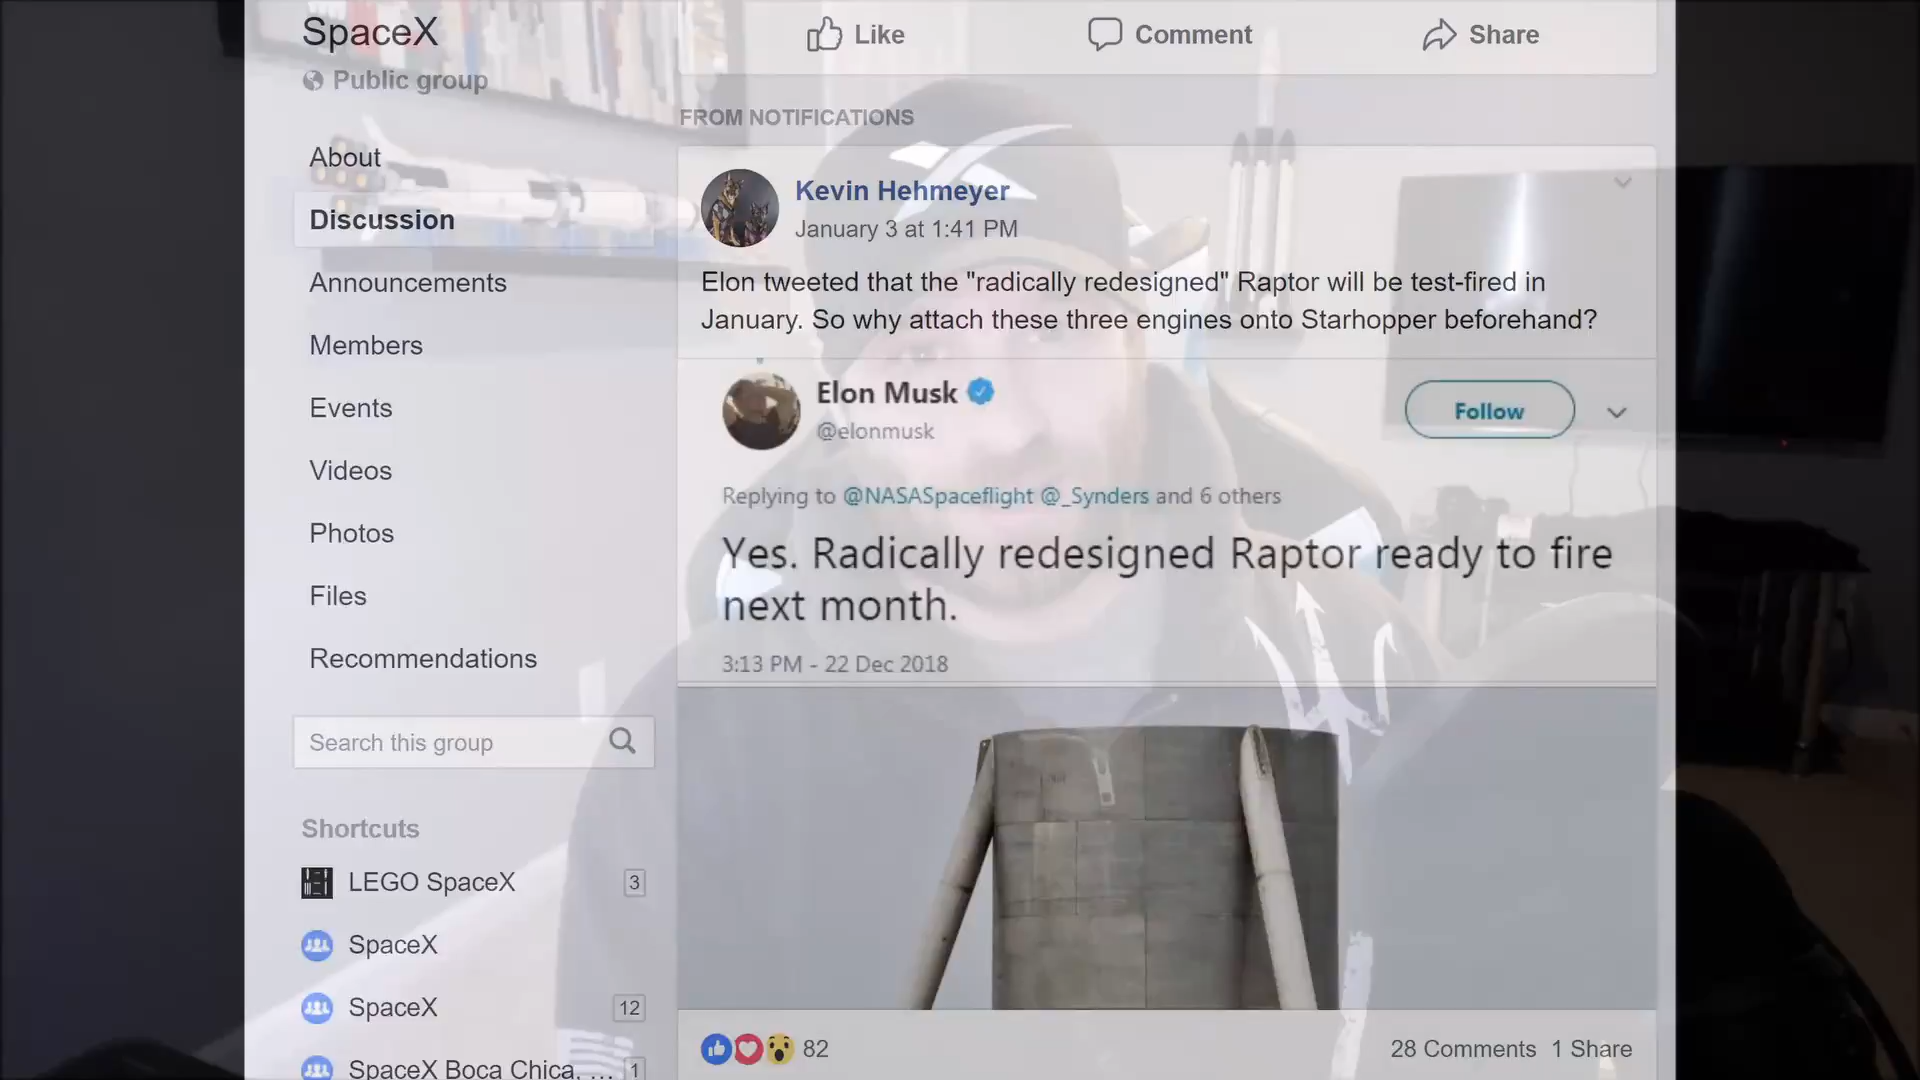 SpaceX
Public group
About
Discussion
Announcements
Members
Events
Videos
Photos
Files
Recommendations
Search this group
Shortcuts
LEGO SpaceX 3
SpaceX
SpaceX 12
SpaceX Boca Chica, ... 1
Like Comment Share
FROM NOTIFICATIONS
Kevin Hehmeyer
January 3 at 1:41 PM
Elon tweeted that the "radically redesigned" Raptor will be test-fired in
January. So why attach these three engines onto Starhopper beforehand?
Elon Musk
@elonmusk
Follow
Replying to @NASASpaceflight @_Synders and 6 others
Yes. Radically redesigned Raptor ready to fire
next month.
3:13 PM - 22 Dec 2018
82
28 Comments 1 Share